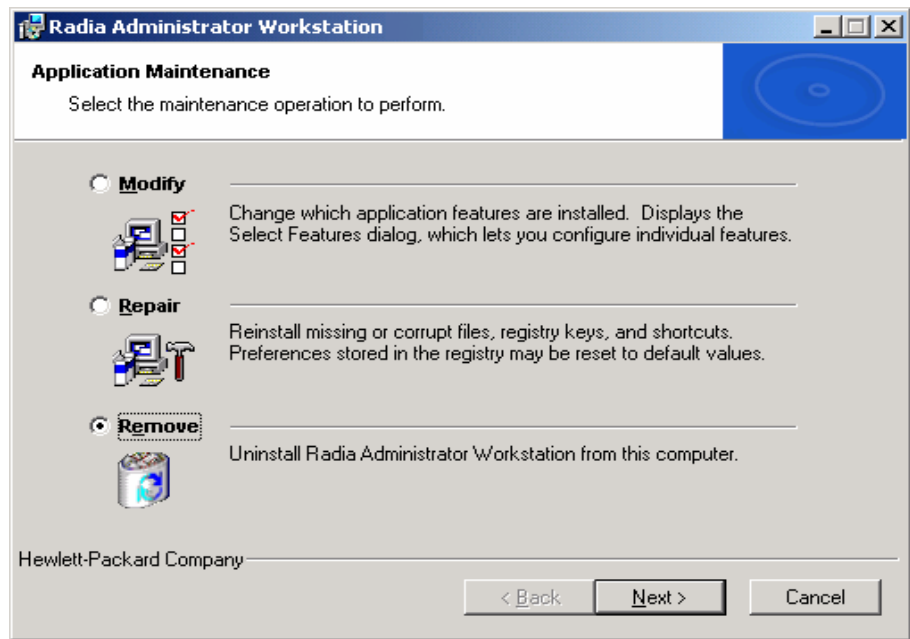 Radia Administrator Workstation
Application Maintenance
Select the maintenance operation to perform.
Modify
Change which application features are installed. Displays the
Select Features dialog, which lets you configure individual features.
Repair
Reinstall missing or corrupt files, registry keys, and shortcuts.
Preferences stored in the registry may be reset to default values.
Remove
Uninstall Radia Administrator Workstation from this computer.
Hewlett-Packard Company
< Back
Next >
Cancel